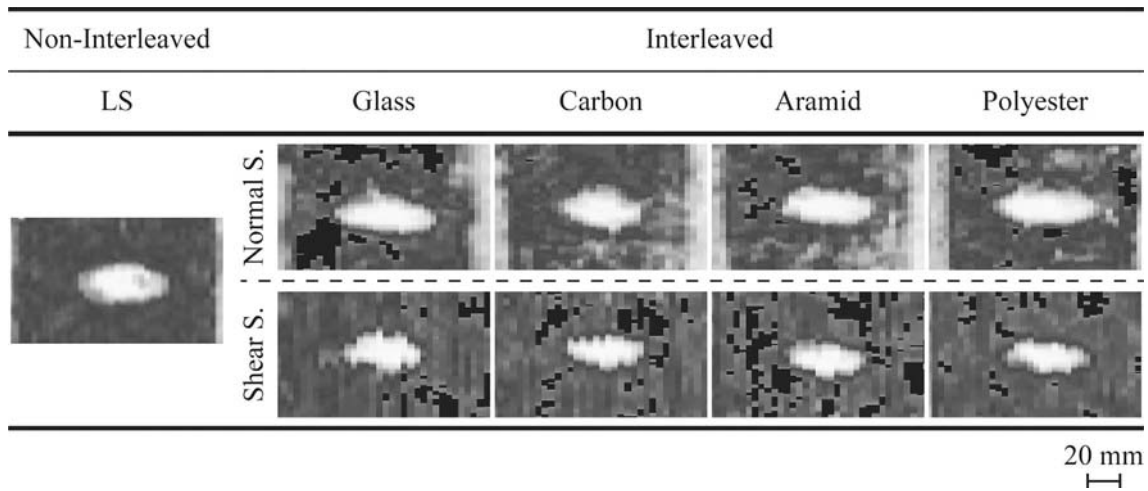 Non-Interleaved Interleaved
LS Glass Carbon Aramid Polyester
Normal S.
Shear S.
20 mm